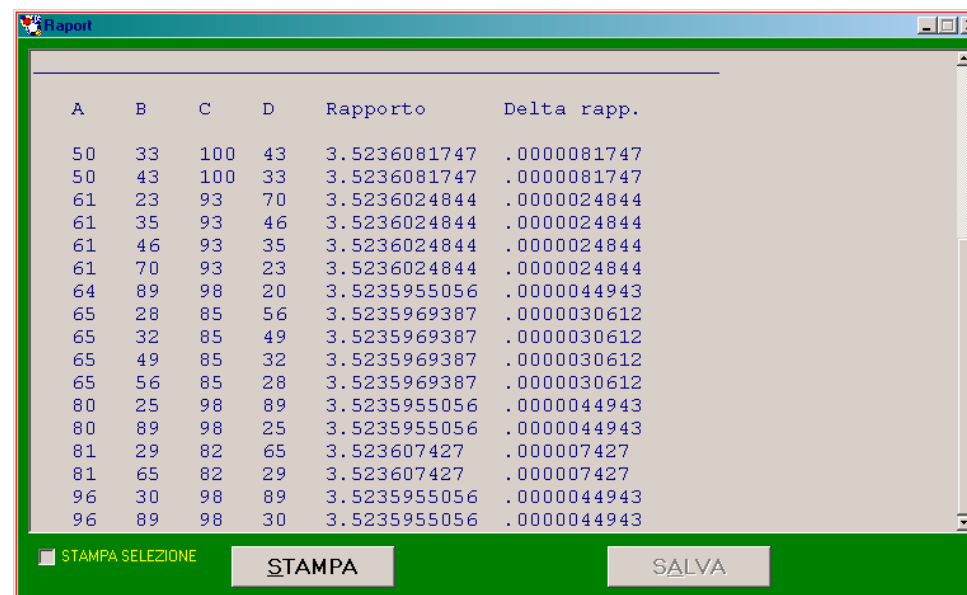 Raport
A B C D Rapporto Delta rapp.
50 33 100 43 3.5236081747 .0000081747
50 43 100 33 3.5236081747 .0000081747
61 23 93 70 3.5236024844 .0000024844
61 35 93 46 3.5236024844 .0000024844
61 46 93 35 3.5236024844 .0000024844
61 70 93 23 3.5236024844 .0000024844
64 89 98 20 3.5235955056 .0000044943
65 28 85 56 3.5235969387 .0000030612
65 32 85 49 3.5235969387 .0000030612
65 49 85 32 3.5235969387 .0000030612
65 56 85 28 3.5235969387 .0000030612
80 25 98 89 3.5235955056 .0000044943
80 89 98 25 3.5235955056 .0000044943
81 29 82 65 3.523607427 .000007427
81 65 82 29 3.523607427 .000007427
96 30 98 89 3.5235955056 .0000044943
96 89 98 30 3.5235955056 .0000044943
STAMPA SELEZIONE STAMPA SALVA